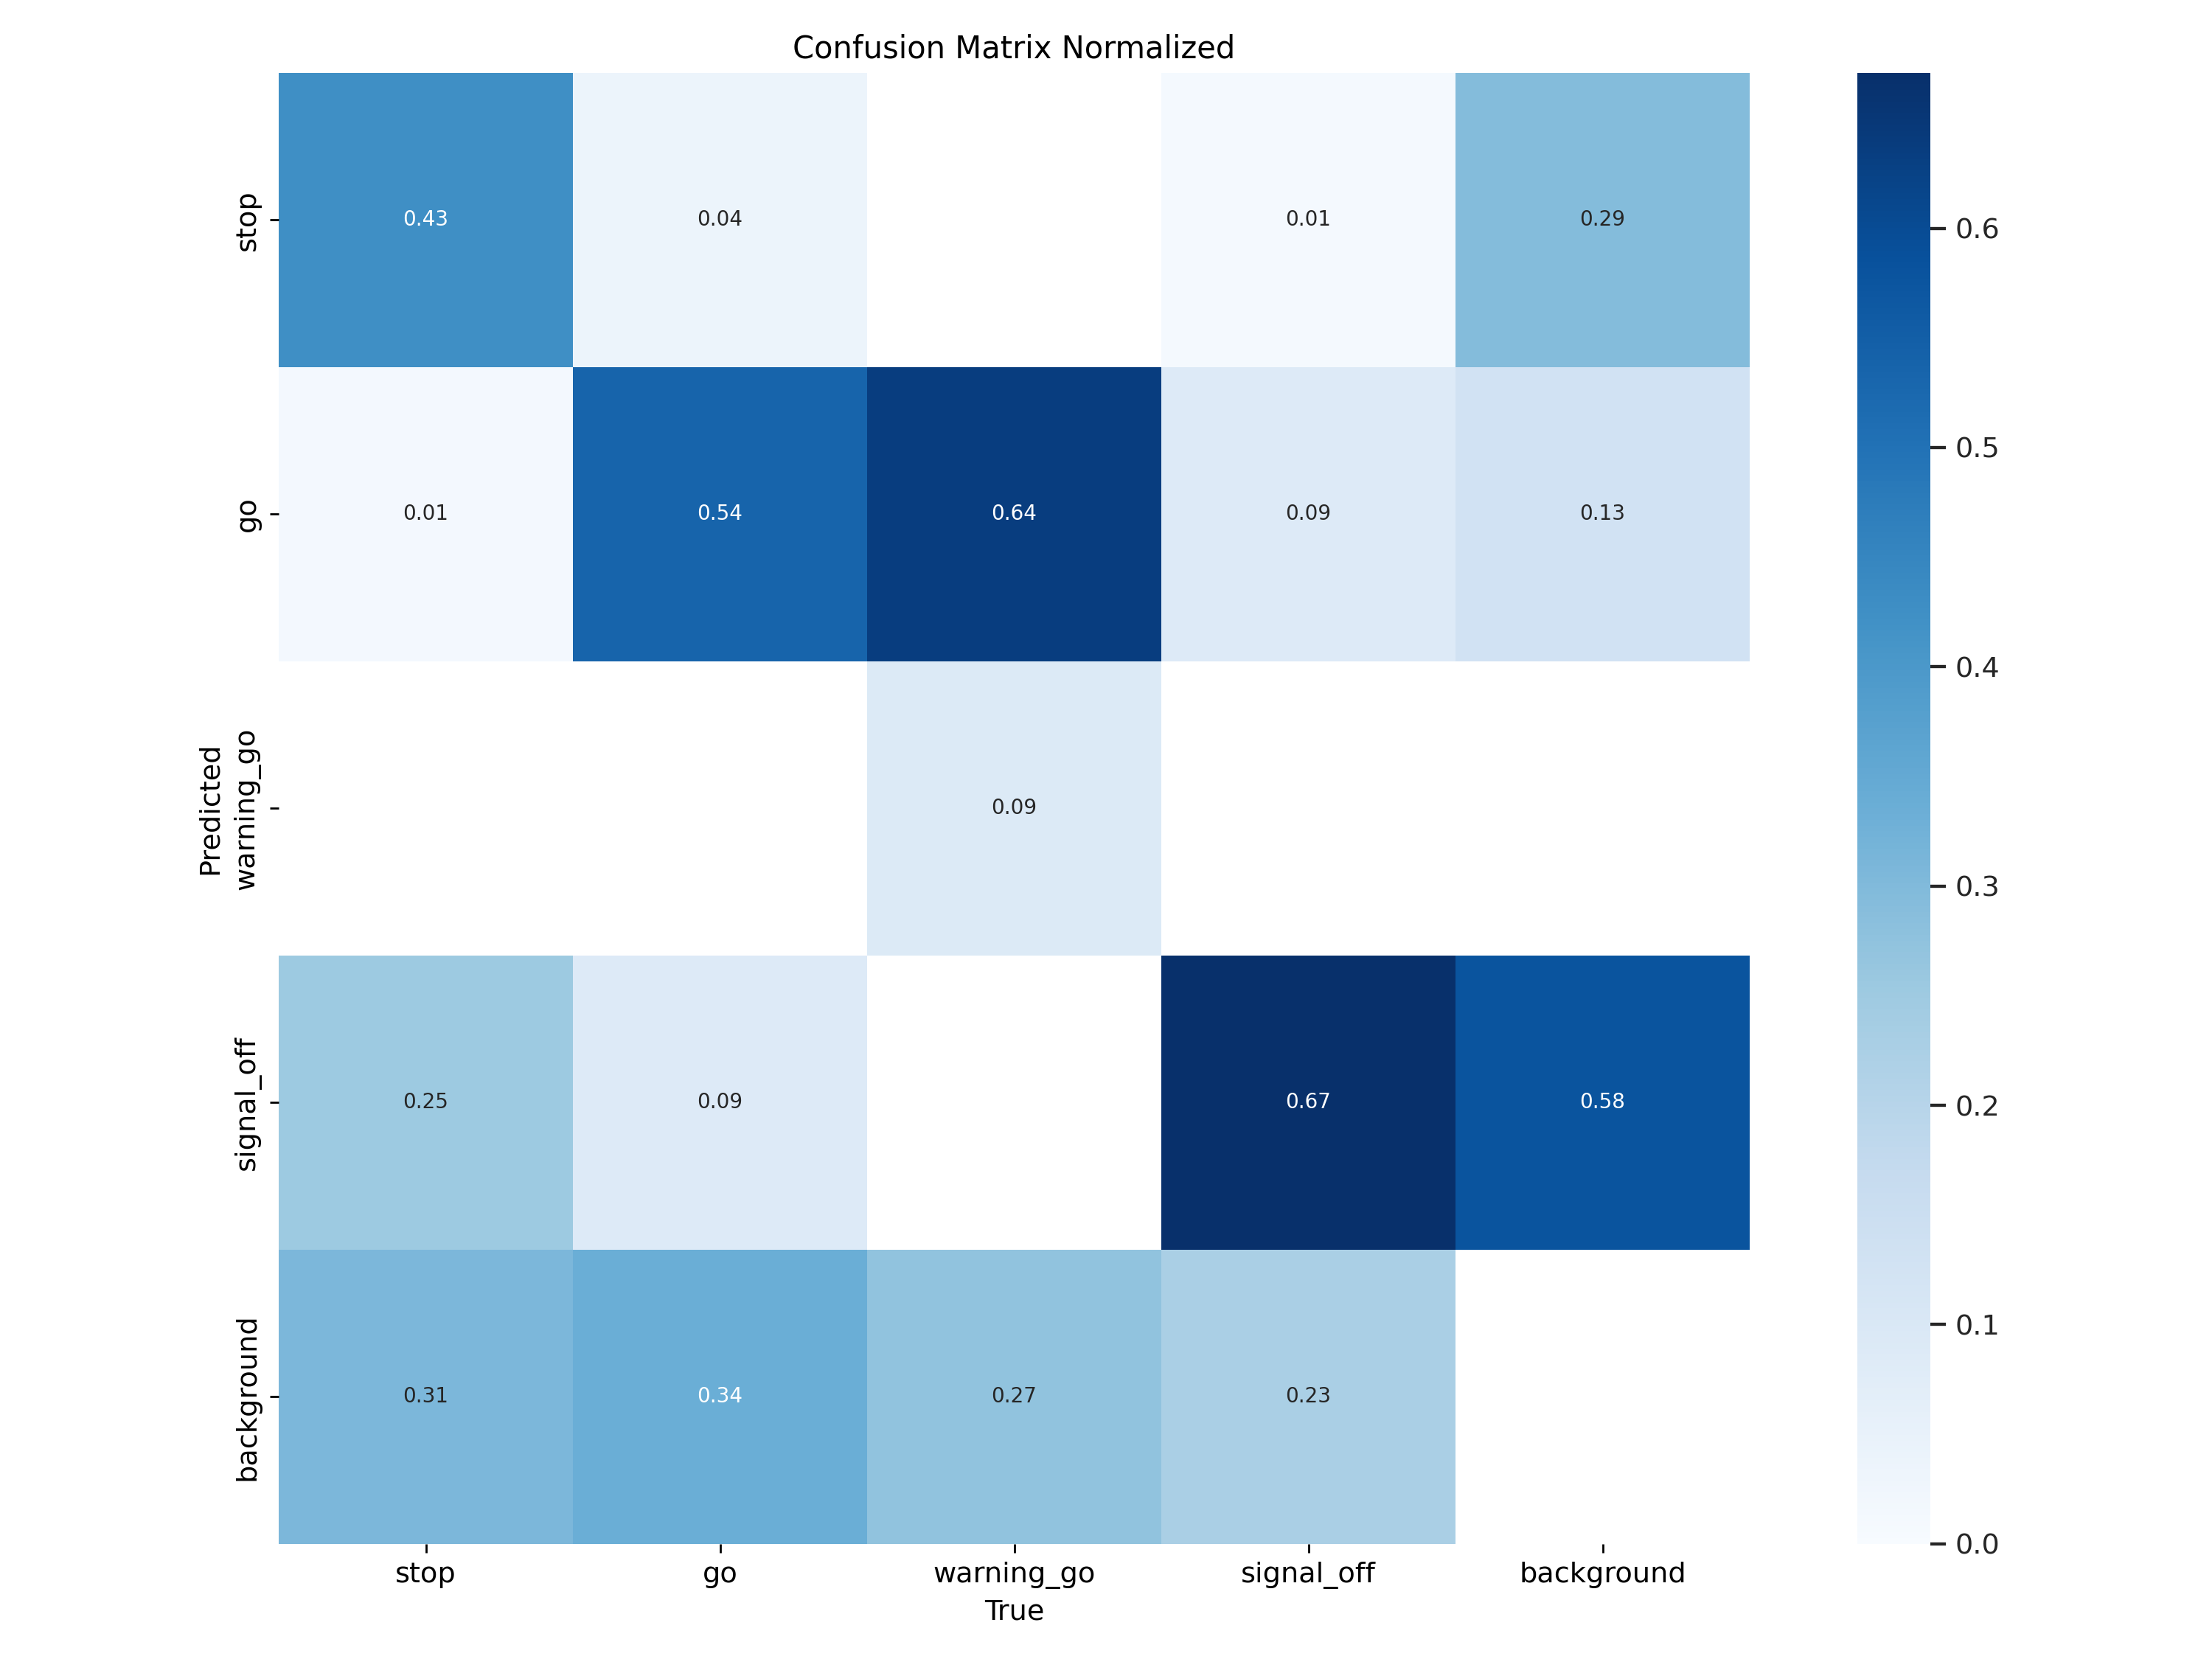 Confusion Matrix Normalized
stop
0.43
0.04
0.01
0.29
go
0.01
0.54
0.64
0.09
0.13
Predicted
warning_go
0.09
signal_off
0.25
0.09
0.67
0.58
background
0.31
0.34
0.27
0.23
stop
go
warning_go
signal_off
background
True
0.6
0.5
0.4
0.3
0.2
0.1
0.0